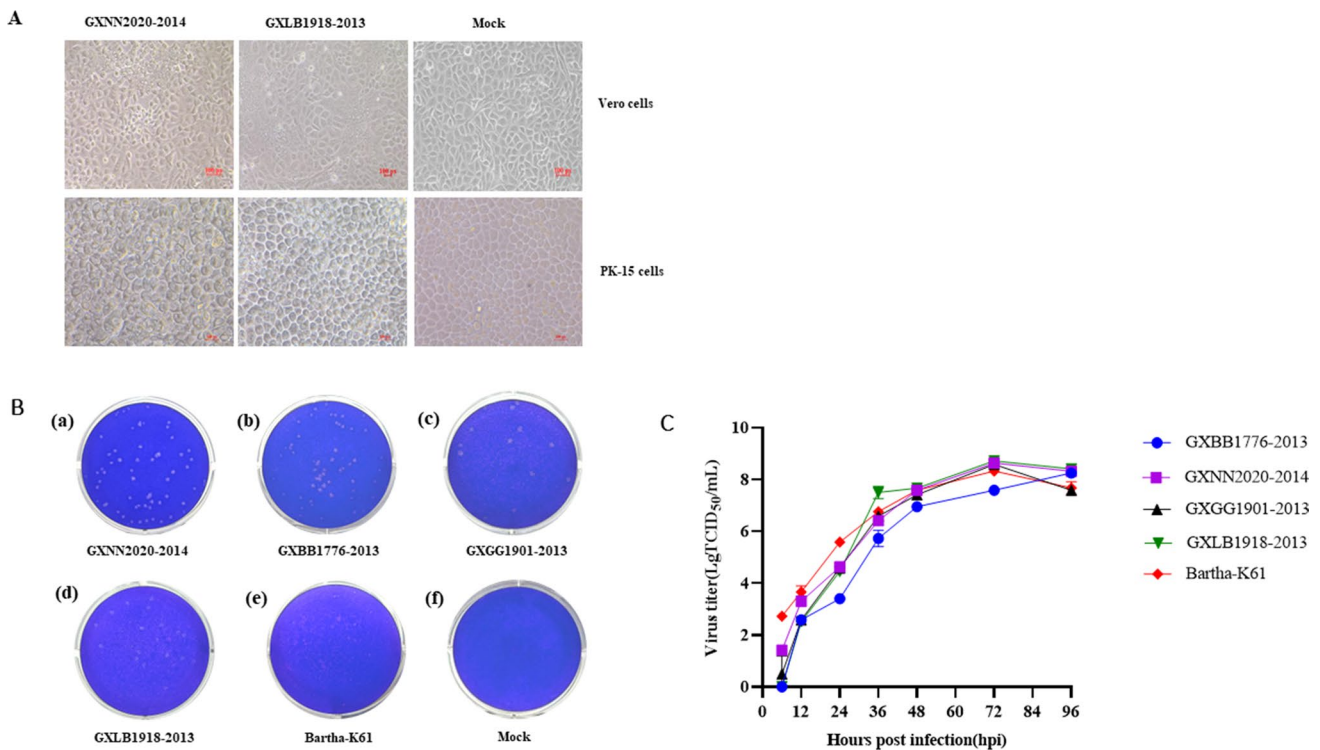 A
GXNN2020-2014
GXLB1918-2013
Mock
Vero cells
PK-15 cells
B
(a)
(b)
(c)
GXNN2020-2014
GXBB1776-2013
GXGG1901-2013
(d)
(e)
(f)
GXLB1918-2013
Bartha-K61
Mock
C
Virus titer(LgTCID50/mL)
10
8
6
4
2
0
0 12 24 36 48 60 72 84 96
Hours post infection(hpi)
GXBB1776-2013
GXNN2020-2014
GXGG1901-2013
GXLB1918-2013
Bartha-K61